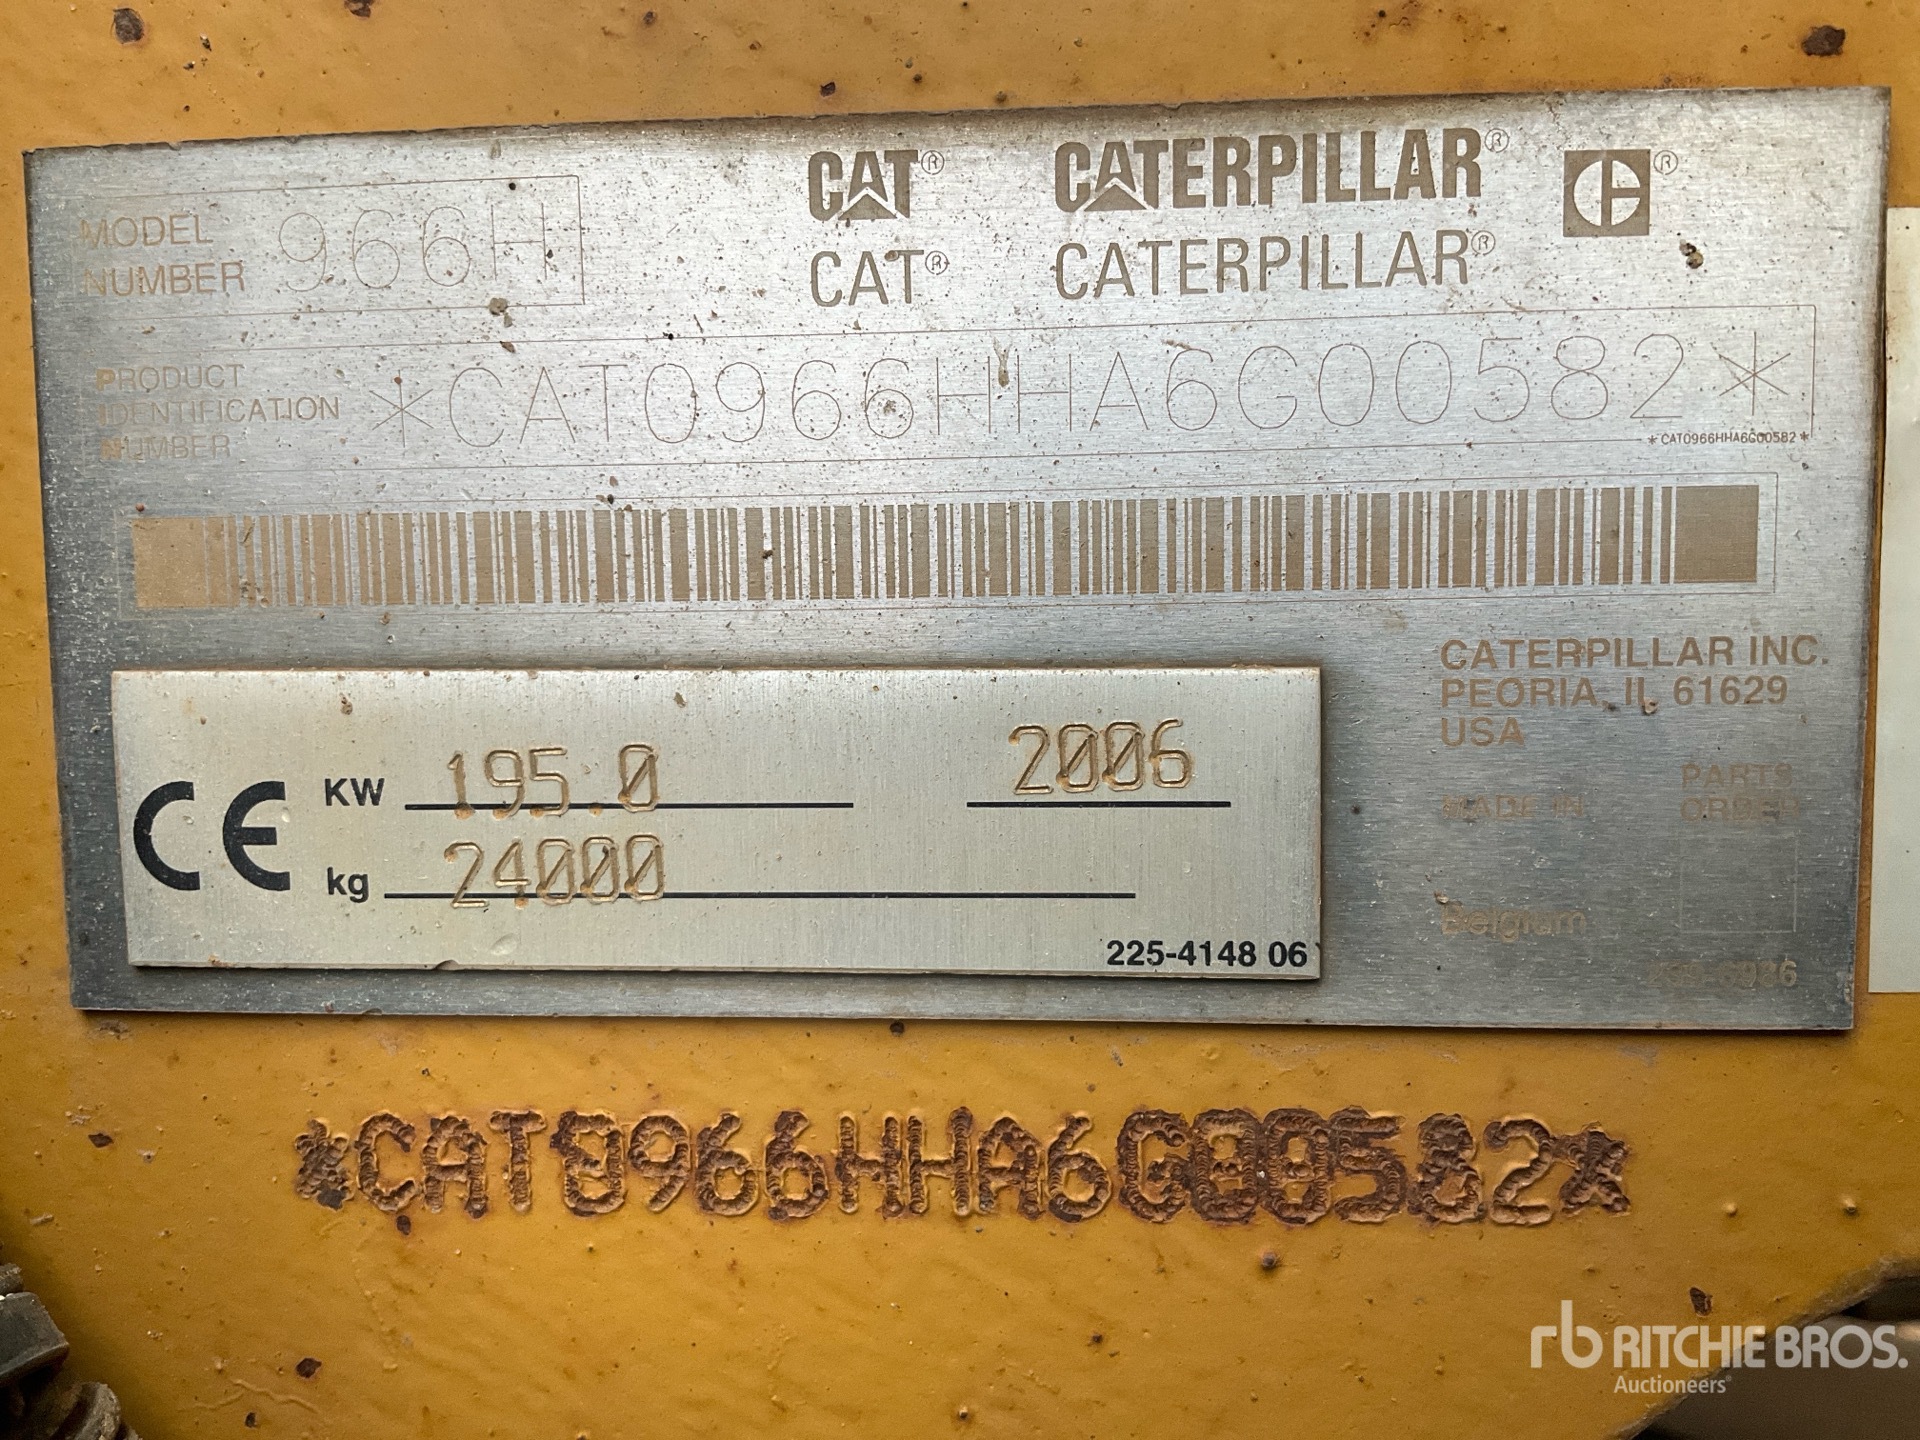 MODEL
NUMBER 966H
CAT® CATERPILLAR® ®
CAT® CATERPILLAR®
PRODUCT
IDENTIFICATION
NUMBER
*CAT0966HHA6G00582*
*CAT0966HHA6G00582*
CATERPILLAR INC.
PEORIA, IL 61629
USA
MADE IN
PARTS
ORDER
Belgium
CE
KW 195.0 2006
kg 24000
225-4148 06
*CAT0966HHA6G00582*
rb RITCHIE BROS.
Auctioneers